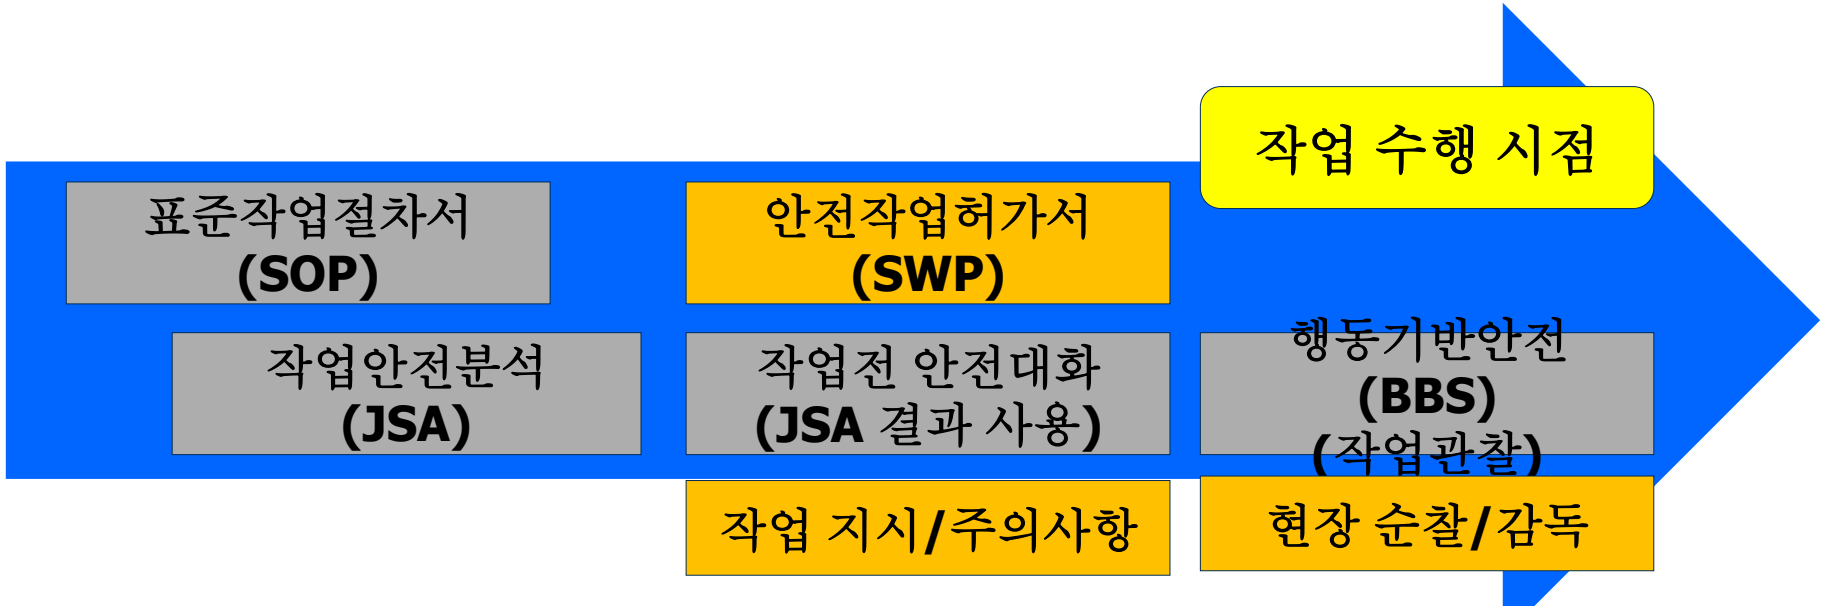 작업 수행 시점
표준작업절차서
(SOP)
안전작업허가서
(SWP)
작업안전분석
(JSA)
작업전 안전대화
(JSA 결과 사용)
행동기반안전
(BBS)
(작업관찰)
작업 지시/주의사항
현장 순찰/감독